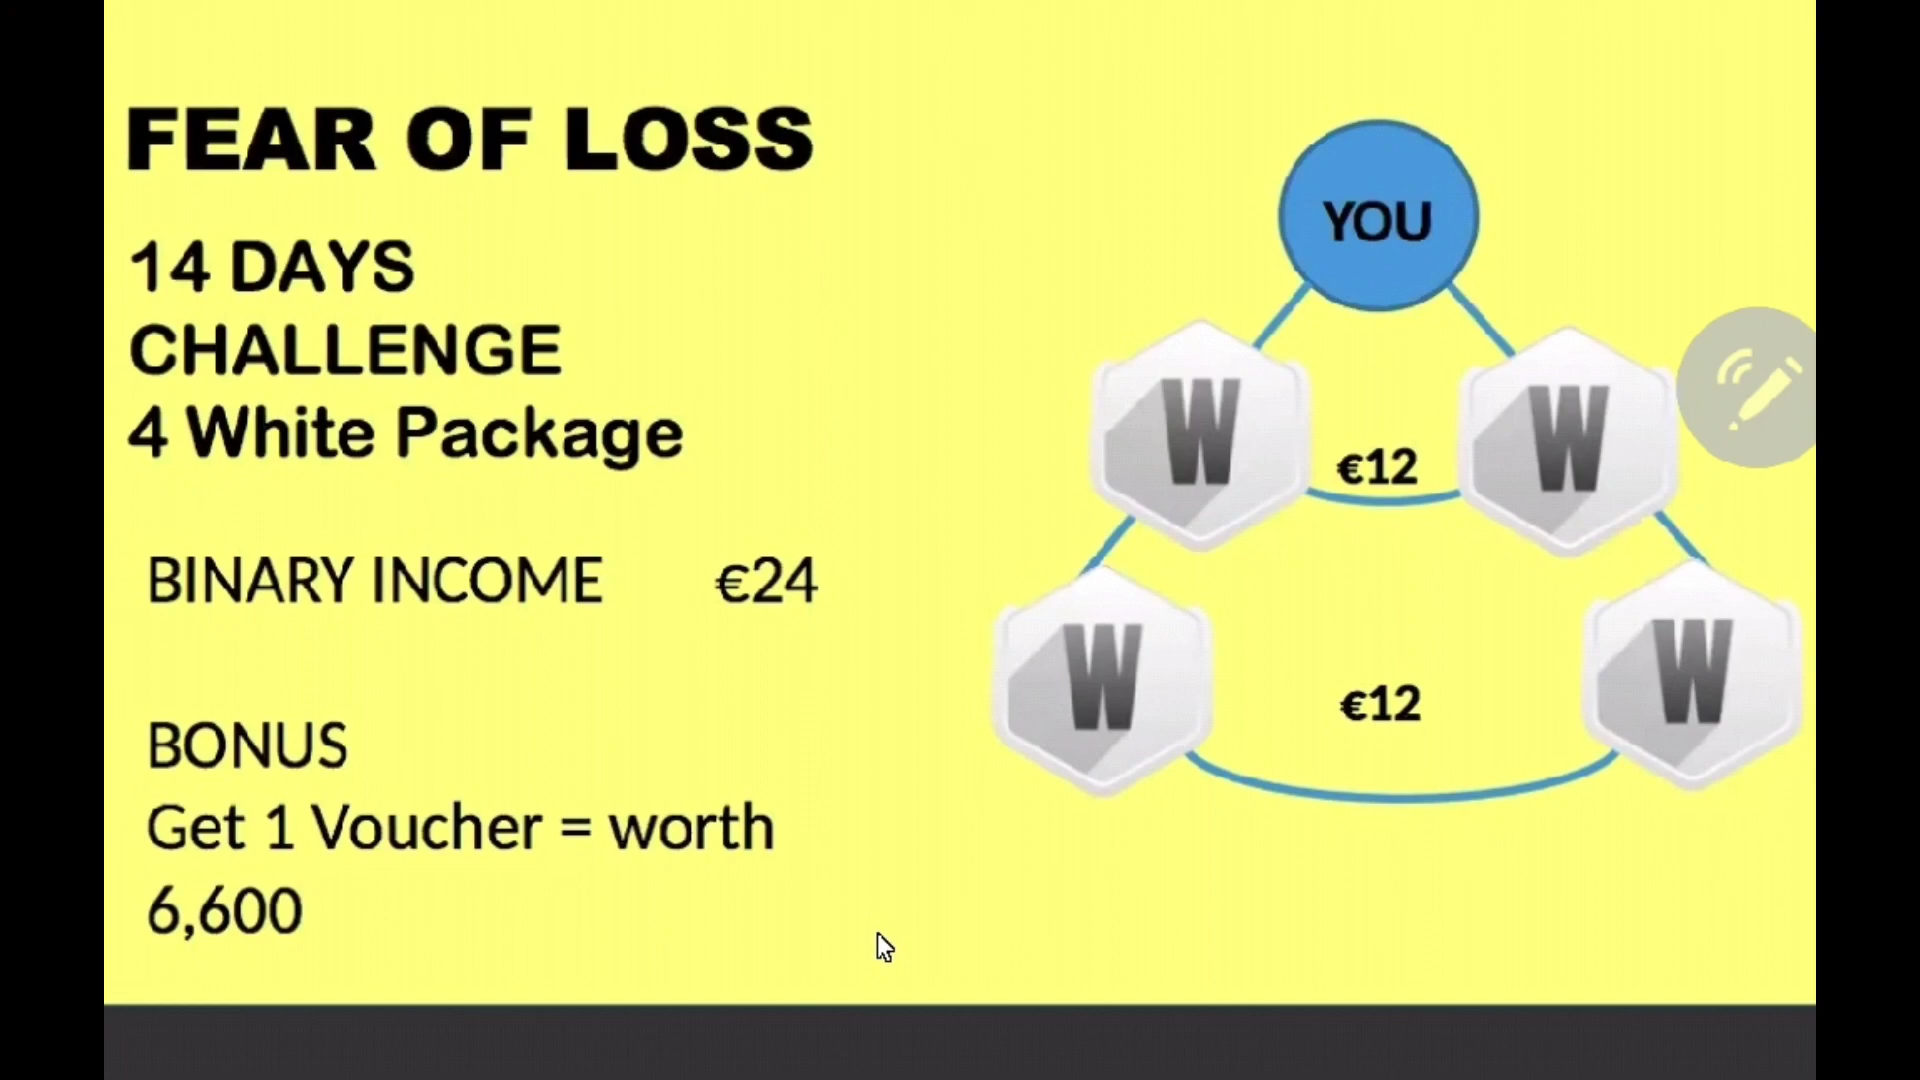 FEAR OF LOSS
14 DAYS
CHALLENGE
4 White Package
BINARY INCOME €24
BONUS
Get 1 Voucher = worth
6,600
YOU
W W
€12
W W
€12